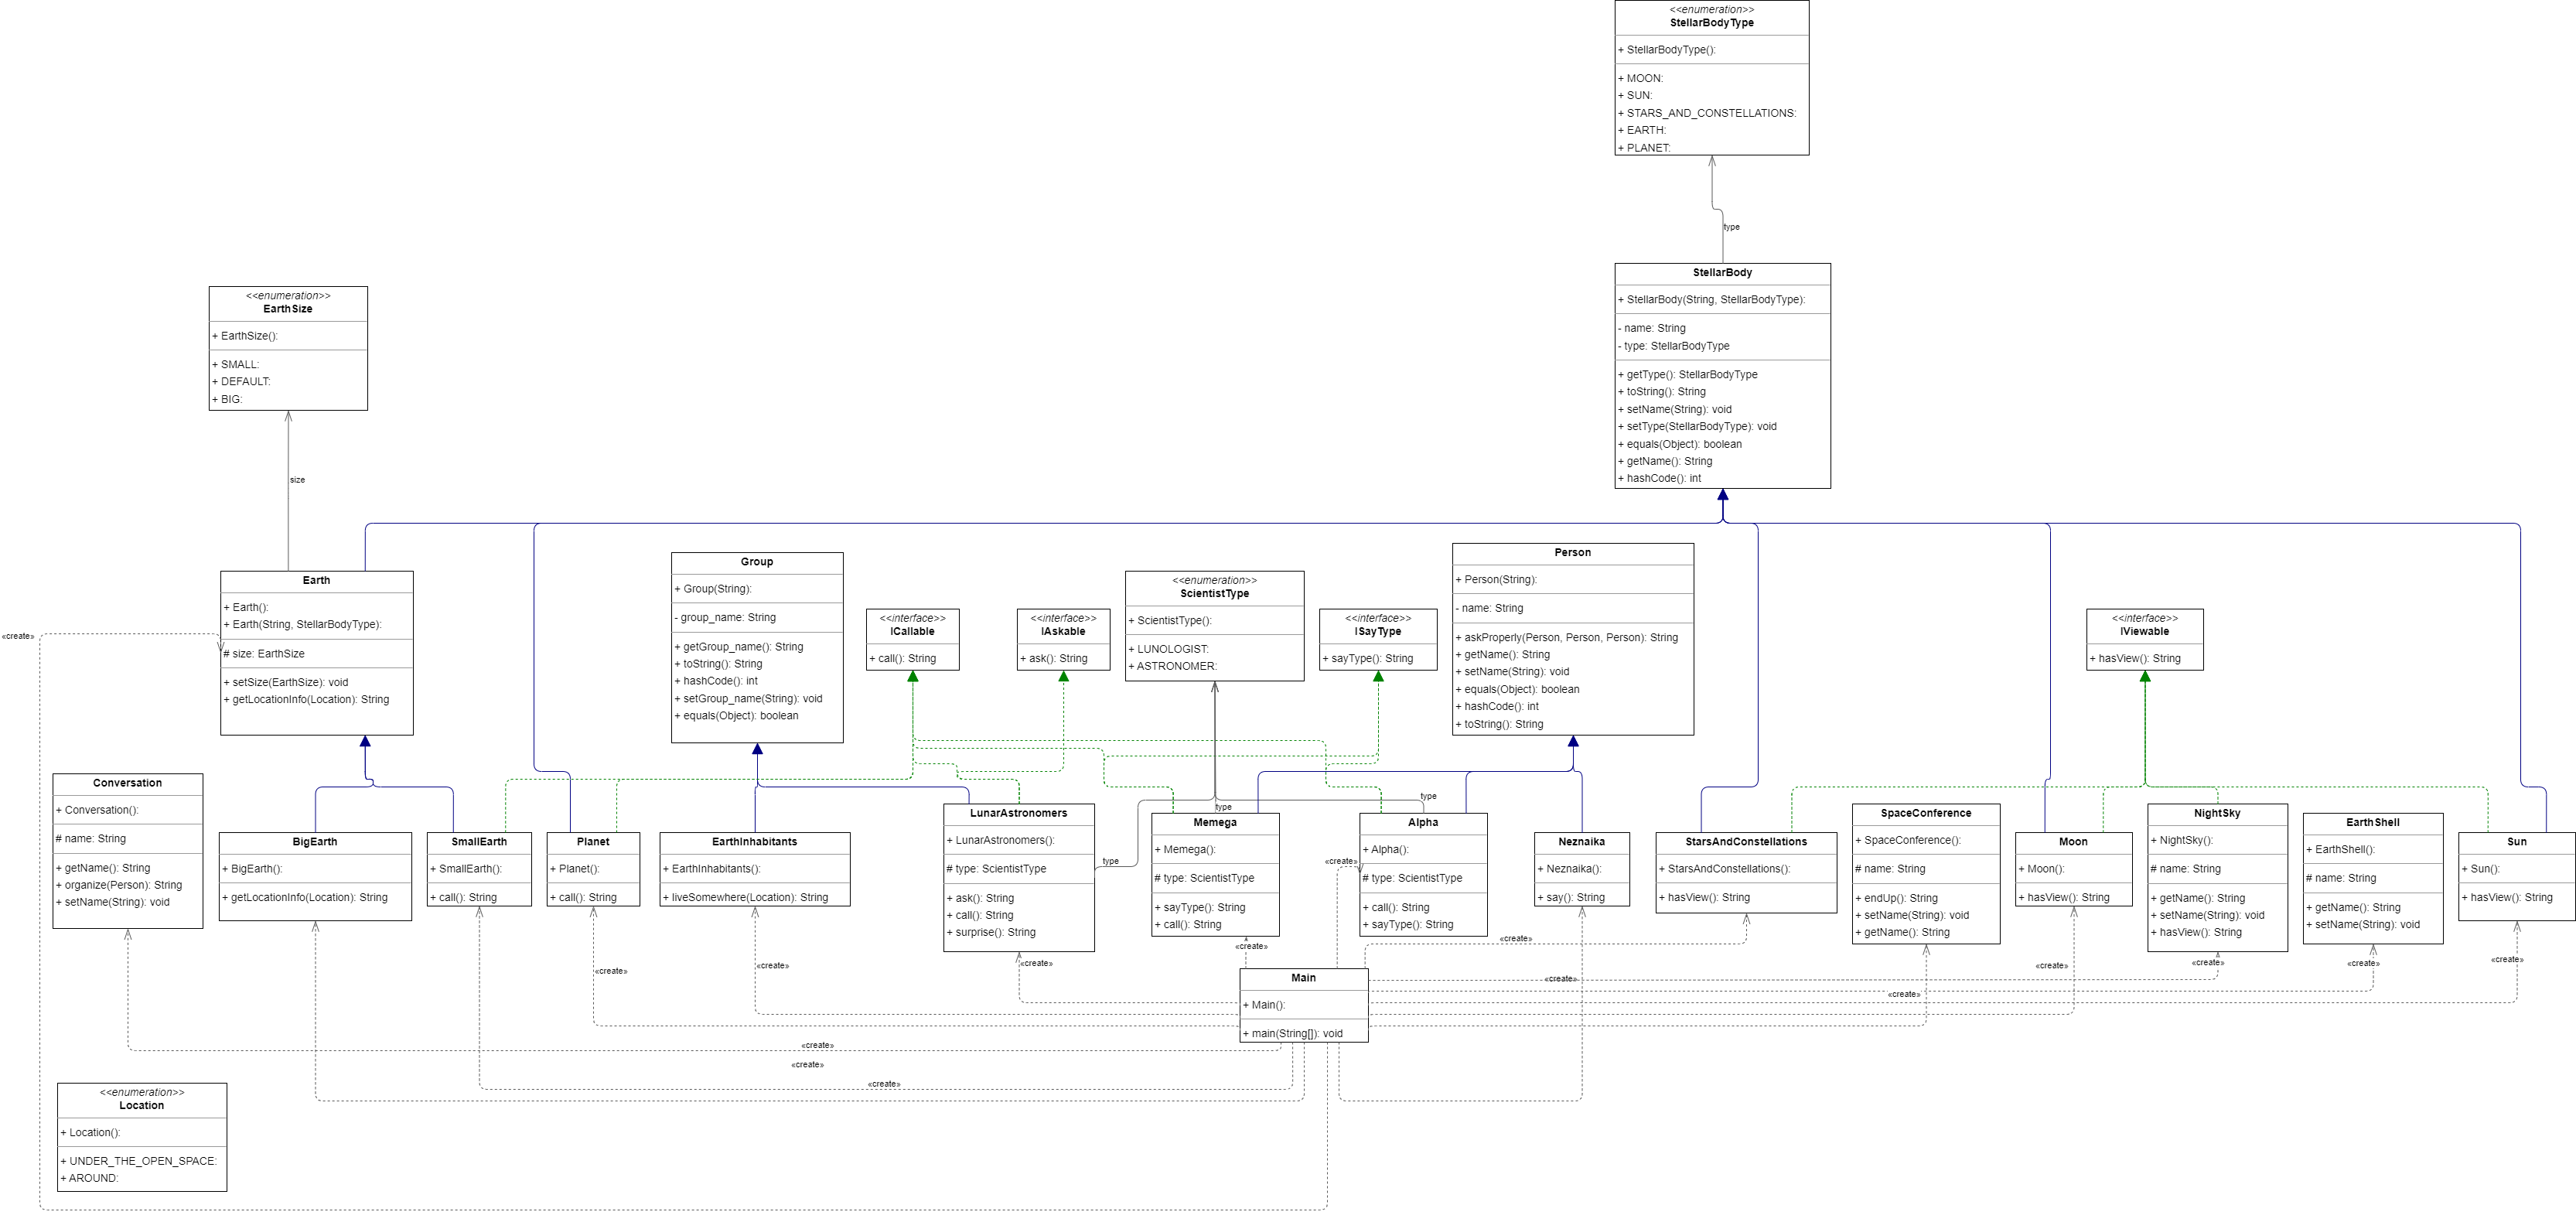 <<enumeration>>
StellarBodyType
+ StellarBodyType():
+ MOON:
+ SUN:
+ STARS_AND_CONSTELLATIONS:
+ EARTH:
+ PLANET:
type
StellarBody
+ StellarBody(String, StellarBodyType):
- name: String
- type: StellarBodyType
+ getType(): StellarBodyType
+ toString(): String
+ setName(String): void
+ setType(StellarBodyType): void
+ equals(Object): boolean
+ getName(): String
+ hashCode(): int
<<enumeration>>
EarthSize
+ EarthSize():
+ SMALL:
+ DEFAULT:
+ BIG:
size
Earth
+ Earth():
+ Earth(String, StellarBodyType):
# size: EarthSize
+ setSize(EarthSize): void
+ getLocationInfo(Location): String
«create»
Group
+ Group(String):
- group_name: String
+ getGroup_name(): String
+ toString(): String
+ hashCode(): int
+ setGroup_name(String): void
+ equals(Object): boolean
<<interface>>
ICallable
+ call(): String
<<interface>>
IAskable
+ ask(): String
<<enumeration>>
ScientistType
+ ScientistType():
+ LUNOLOGIST:
+ ASTRONOMER:
<<interface>>
ISayType
+ sayType(): String
Person
+ Person(String):
- name: String
+ askProperly(Person, Person, Person): String
+ getName(): String
+ setName(String): void
+ equals(Object): boolean
+ hashCode(): int
+ toString(): String
<<interface>>
IViewable
+ hasView(): String
Conversation
+ Conversation():
# name: String
+ getName(): String
+ organize(Person): String
+ setName(String): void
BigEarth
+ BigEarth():
+ getLocationInfo(Location): String
SmallEarth
+ SmallEarth():
+ call(): String
Planet
+ Planet():
+ call(): String
EarthInhabitants
+ EarthInhabitants():
+ liveSomewhere(Location): String
LunarAstronomers
+ LunarAstronomers():
# type: ScientistType
+ ask(): String
+ call(): String
+ surprise(): String
type
type
type
Memega
+ Memega():
# type: ScientistType
+ sayType(): String
+ call(): String
«create»
Alpha
+ Alpha():
# type: ScientistType
+ call(): String
+ sayType(): String
Neznaika
+ Neznaika():
+ say(): String
StarsAndConstellations
+ StarsAndConstellations():
+ hasView(): String
SpaceConference
+ SpaceConference():
# name: String
+ endUp(): String
+ setName(String): void
+ getName(): String
Moon
+ Moon():
+ hasView(): String
NightSky
+ NightSky():
# name: String
+ getName(): String
+ setName(String): void
+ hasView(): String
EarthShell
+ EarthShell():
# name: String
+ getName(): String
+ setName(String): void
Sun
+ Sun():
+ hasView(): String
«create»
«create»
«create»
«create»
«create»
«create»
«create»
«create»
«create»
«create»
«create»
Main
+ Main():
+ main(String[]): void
«create»
«create»
«create»
«create»
<<enumeration>>
Location
+ Location():
+ UNDER_THE_OPEN_SPACE:
+ AROUND: